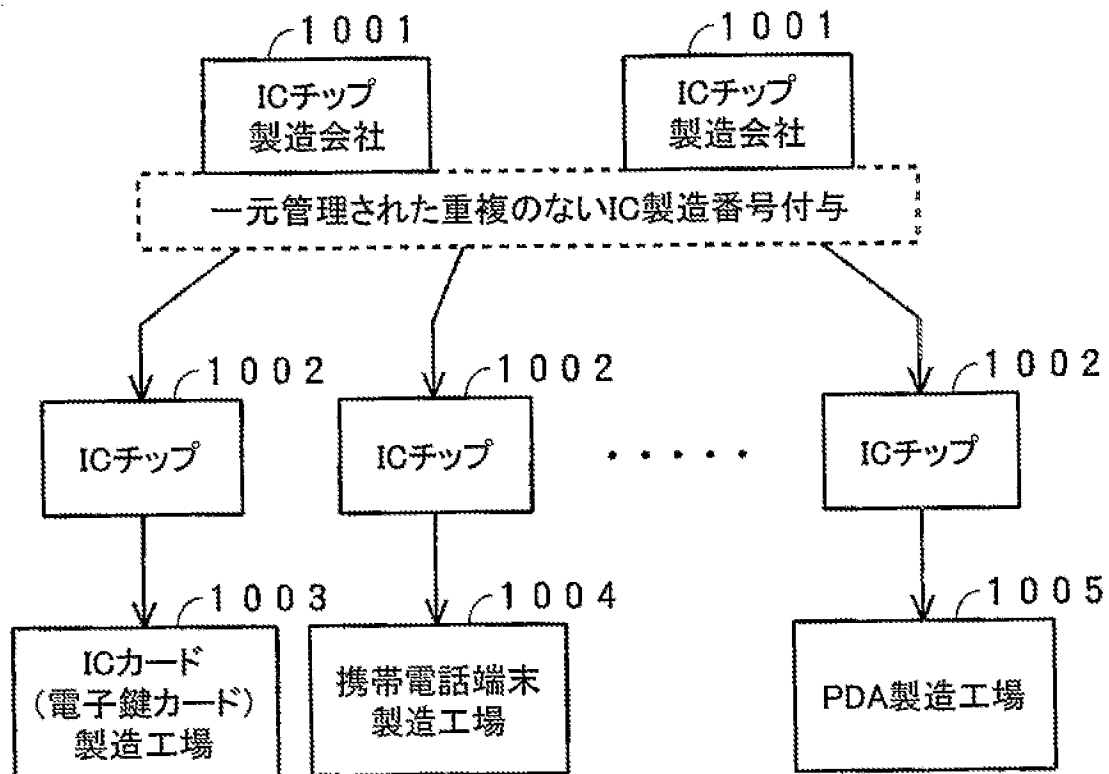 1001
1001
ICチップ
製造会社
ICチップ
製造会社
一元管理された重複のないIC製造番号付与
1002
1002
1002
ICチップ
ICチップ
・・・・・
ICチップ
1003
1004
1005
ICカード
(電子鍵カード)
製造工場
携帯電話端末
製造工場
PDA製造工場